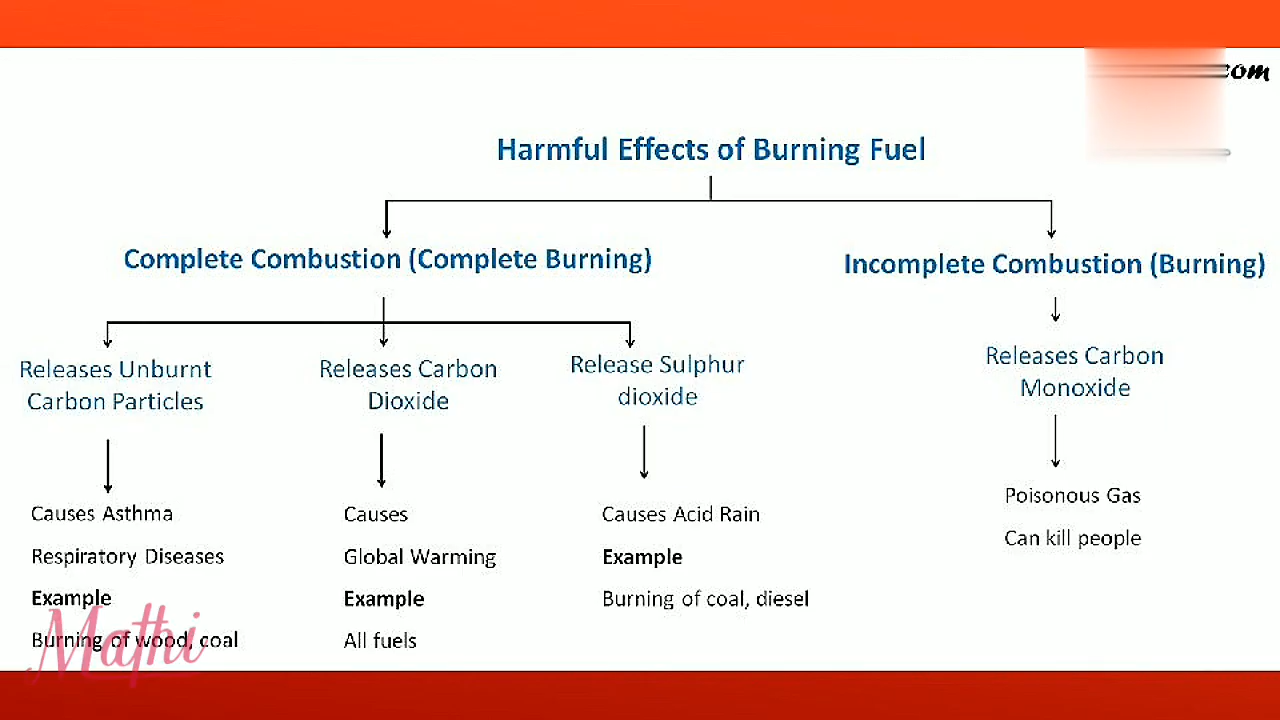 Harmful Effects of Burning Fuel
Complete Combustion (Complete Burning)
Incomplete Combustion (Burning)
Releases Unburnt
Carbon Particles
Releases Carbon
Dioxide
Release Sulphur
dioxide
Releases Carbon
Monoxide
Causes Asthma
Respiratory Diseases
Example
Burning of wood, coal
Causes
Global Warming
Example
All fuels
Causes Acid Rain
Example
Burning of coal, diesel
Poisonous Gas
Can kill people
Mathi